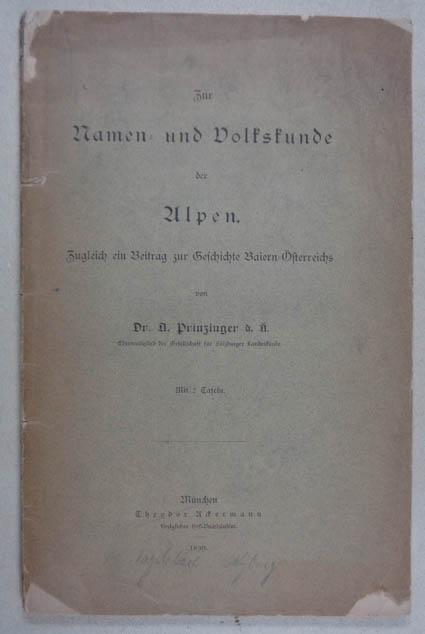 Zur
Namen- und Volkskunde
der
Alpen.
Zugleich ein Beitrag zur Geschichte Baiern-Österreichs
von
Dr. A. Prinzinger d. Ä.
Ehrenmitglied der Gesellschaft für Salzburger Landeskunde
Mit 2 Tafeln.
München
Theodor Ackermann
Königlicher Hof-Buchhändler.
1890.